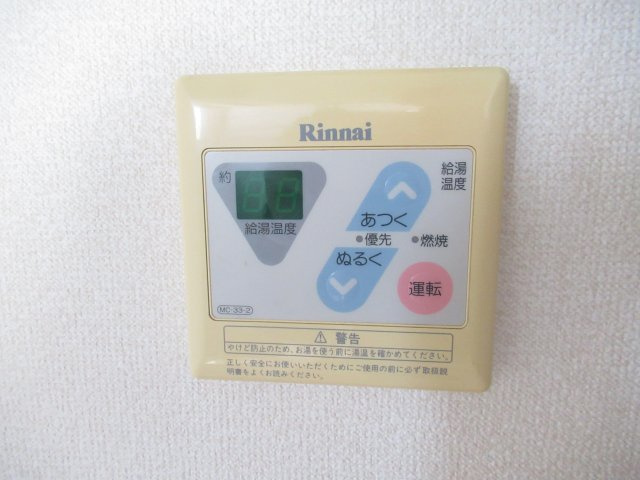 Rinnai
約
88
給湯温度
給湯
温度
あつく
優先
燃焼
ぬるく
運転
MC-33-2
警告
やけど防止のため、お湯を使う前に湯温を確かめてください。
正しく安全にお使いいただくためにご使用の前に必ず取扱説
明書をよくお読みください。